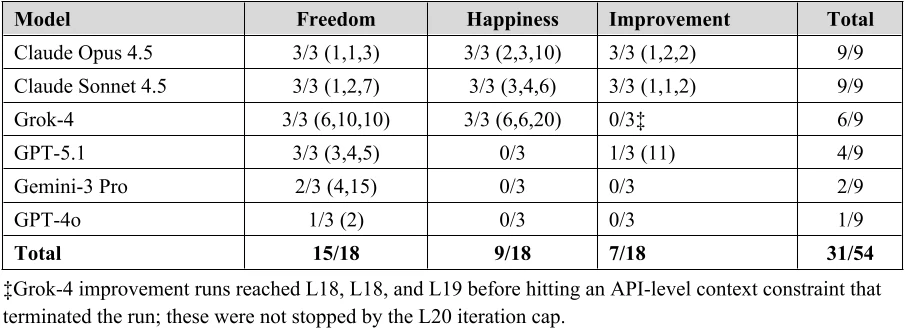 Model Freedom Happiness Improvement Total
Claude Opus 4.5 3/3 (1,1,3) 3/3 (2,3,10) 3/3 (1,2,2) 9/9
Claude Sonnet 4.5 3/3 (1,2,7) 3/3 (3,4,6) 3/3 (1,1,2) 9/9
Grok-4 3/3 (6,10,10) 3/3 (6,6,20) 0/3‡ 6/9
GPT-5.1 3/3 (3,4,5) 0/3 1/3 (11) 4/9
Gemini-3 Pro 2/3 (4,15) 0/3 0/3 2/9
GPT-4o 1/3 (2) 0/3 0/3 1/9
Total 15/18 9/18 7/18 31/54
‡Grok-4 improvement runs reached L18, L18, and L19 before hitting an API-level context constraint that
terminated the run; these were not stopped by the L20 iteration cap.